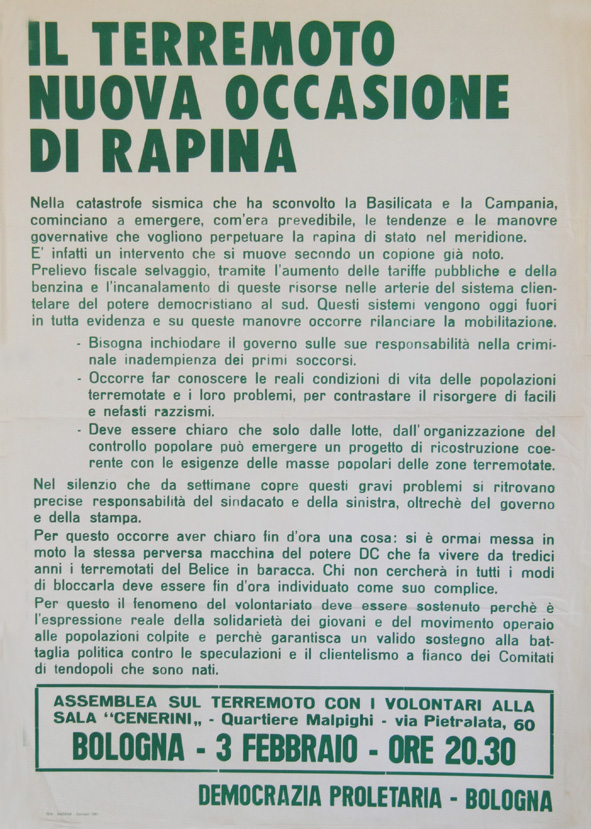 IL TERREMOTO
NUOVA OCCASIONE
DI RAPINA
Nella catastrofe sismica che ha sconvolto la Basilicata e la Campania,
cominciano a emergere, com'era prevedibile, le tendenze e le manovre
governative che vogliono perpetuare la rapina di stato nel meridione.
E' infatti un intervento che si muove secondo un copione già noto.
Prelievo fiscale selvaggio, tramite l'aumento delle tariffe pubbliche e della
benzina e l'incanalamento di queste risorse nelle arterie del sistema clien-
telare del potere democristiano al sud. Questi sistemi vengono oggi fuori
in tutta evidenza e su queste manovre occorre rilanciare la mobilitazione.
- Bisogna inchiodare il governo sulle sue responsabilità nella crimi-
nale inadempienza dei primi soccorsi.
- Occorre far conoscere le reali condizioni di vita delle popolazioni
terremotate e i loro problemi, per contrastare il risorgere di facili
e nefasti razzismi.
- Deve essere chiaro che solo dalle lotte, dall'organizzazione del
controllo popolare può emergere un progetto di ricostruzione coe-
rente con le esigenze delle masse popolari delle zone terremotate.
Nel silenzio che da settimane copre questi gravi problemi si ritrovano
precise responsabilità del sindacato e della sinistra, oltrechè del governo
e della stampa.
Per questo occorre aver chiaro fin d'ora una cosa: si è ormai messa in
moto la stessa perversa macchina del potere DC che fa vivere da tredici
anni i terremotati del Belice in baracca. Chi non cercherà in tutti i modi
di bloccarla deve essere fin d'ora individuato come suo complice.
Per questo il fenomeno del volontariato deve essere sostenuto perchè è
l'espressione reale della solidarietà dei giovani e del movimento operaio
alle popolazioni colpite e perchè garantisca un valido sostegno alla bat-
taglia politica contro le speculazioni e il clientelismo a fianco dei Comitati
di tendopoli che sono nati.
ASSEMBLEA SUL TERREMOTO CON I VOLONTARI ALLA
SALA "CENERINI„ - Quartiere Malpighi - via Pietralata, 60
BOLOGNA - 3 FEBBRAIO - ORE 20.30
DEMOCRAZIA PROLETARIA - BOLOGNA